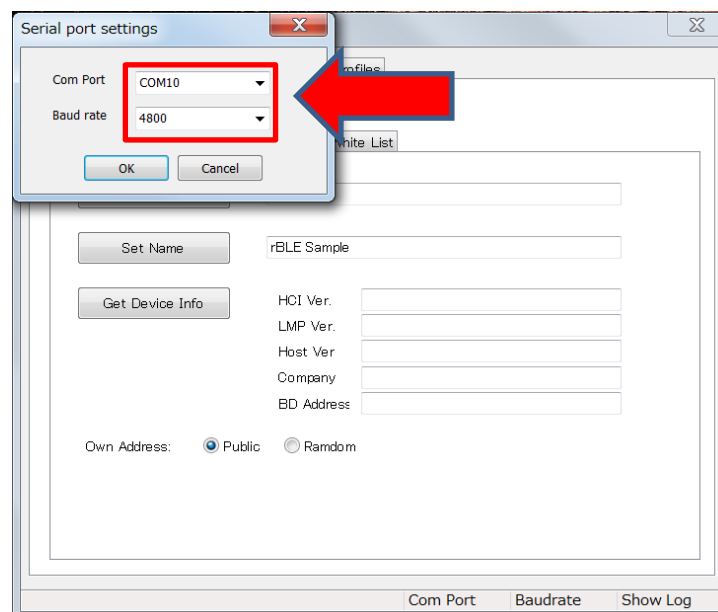 Serial port settings
Com Port COM10
Baud rate 4800
OK Cancel
White List
Set Name rBLE Sample
Get Device Info HCI Ver.
LMP Ver.
Host Ver
Company
BD Address
Own Address: Public Ramdom
Com Port Baudrate Show Log